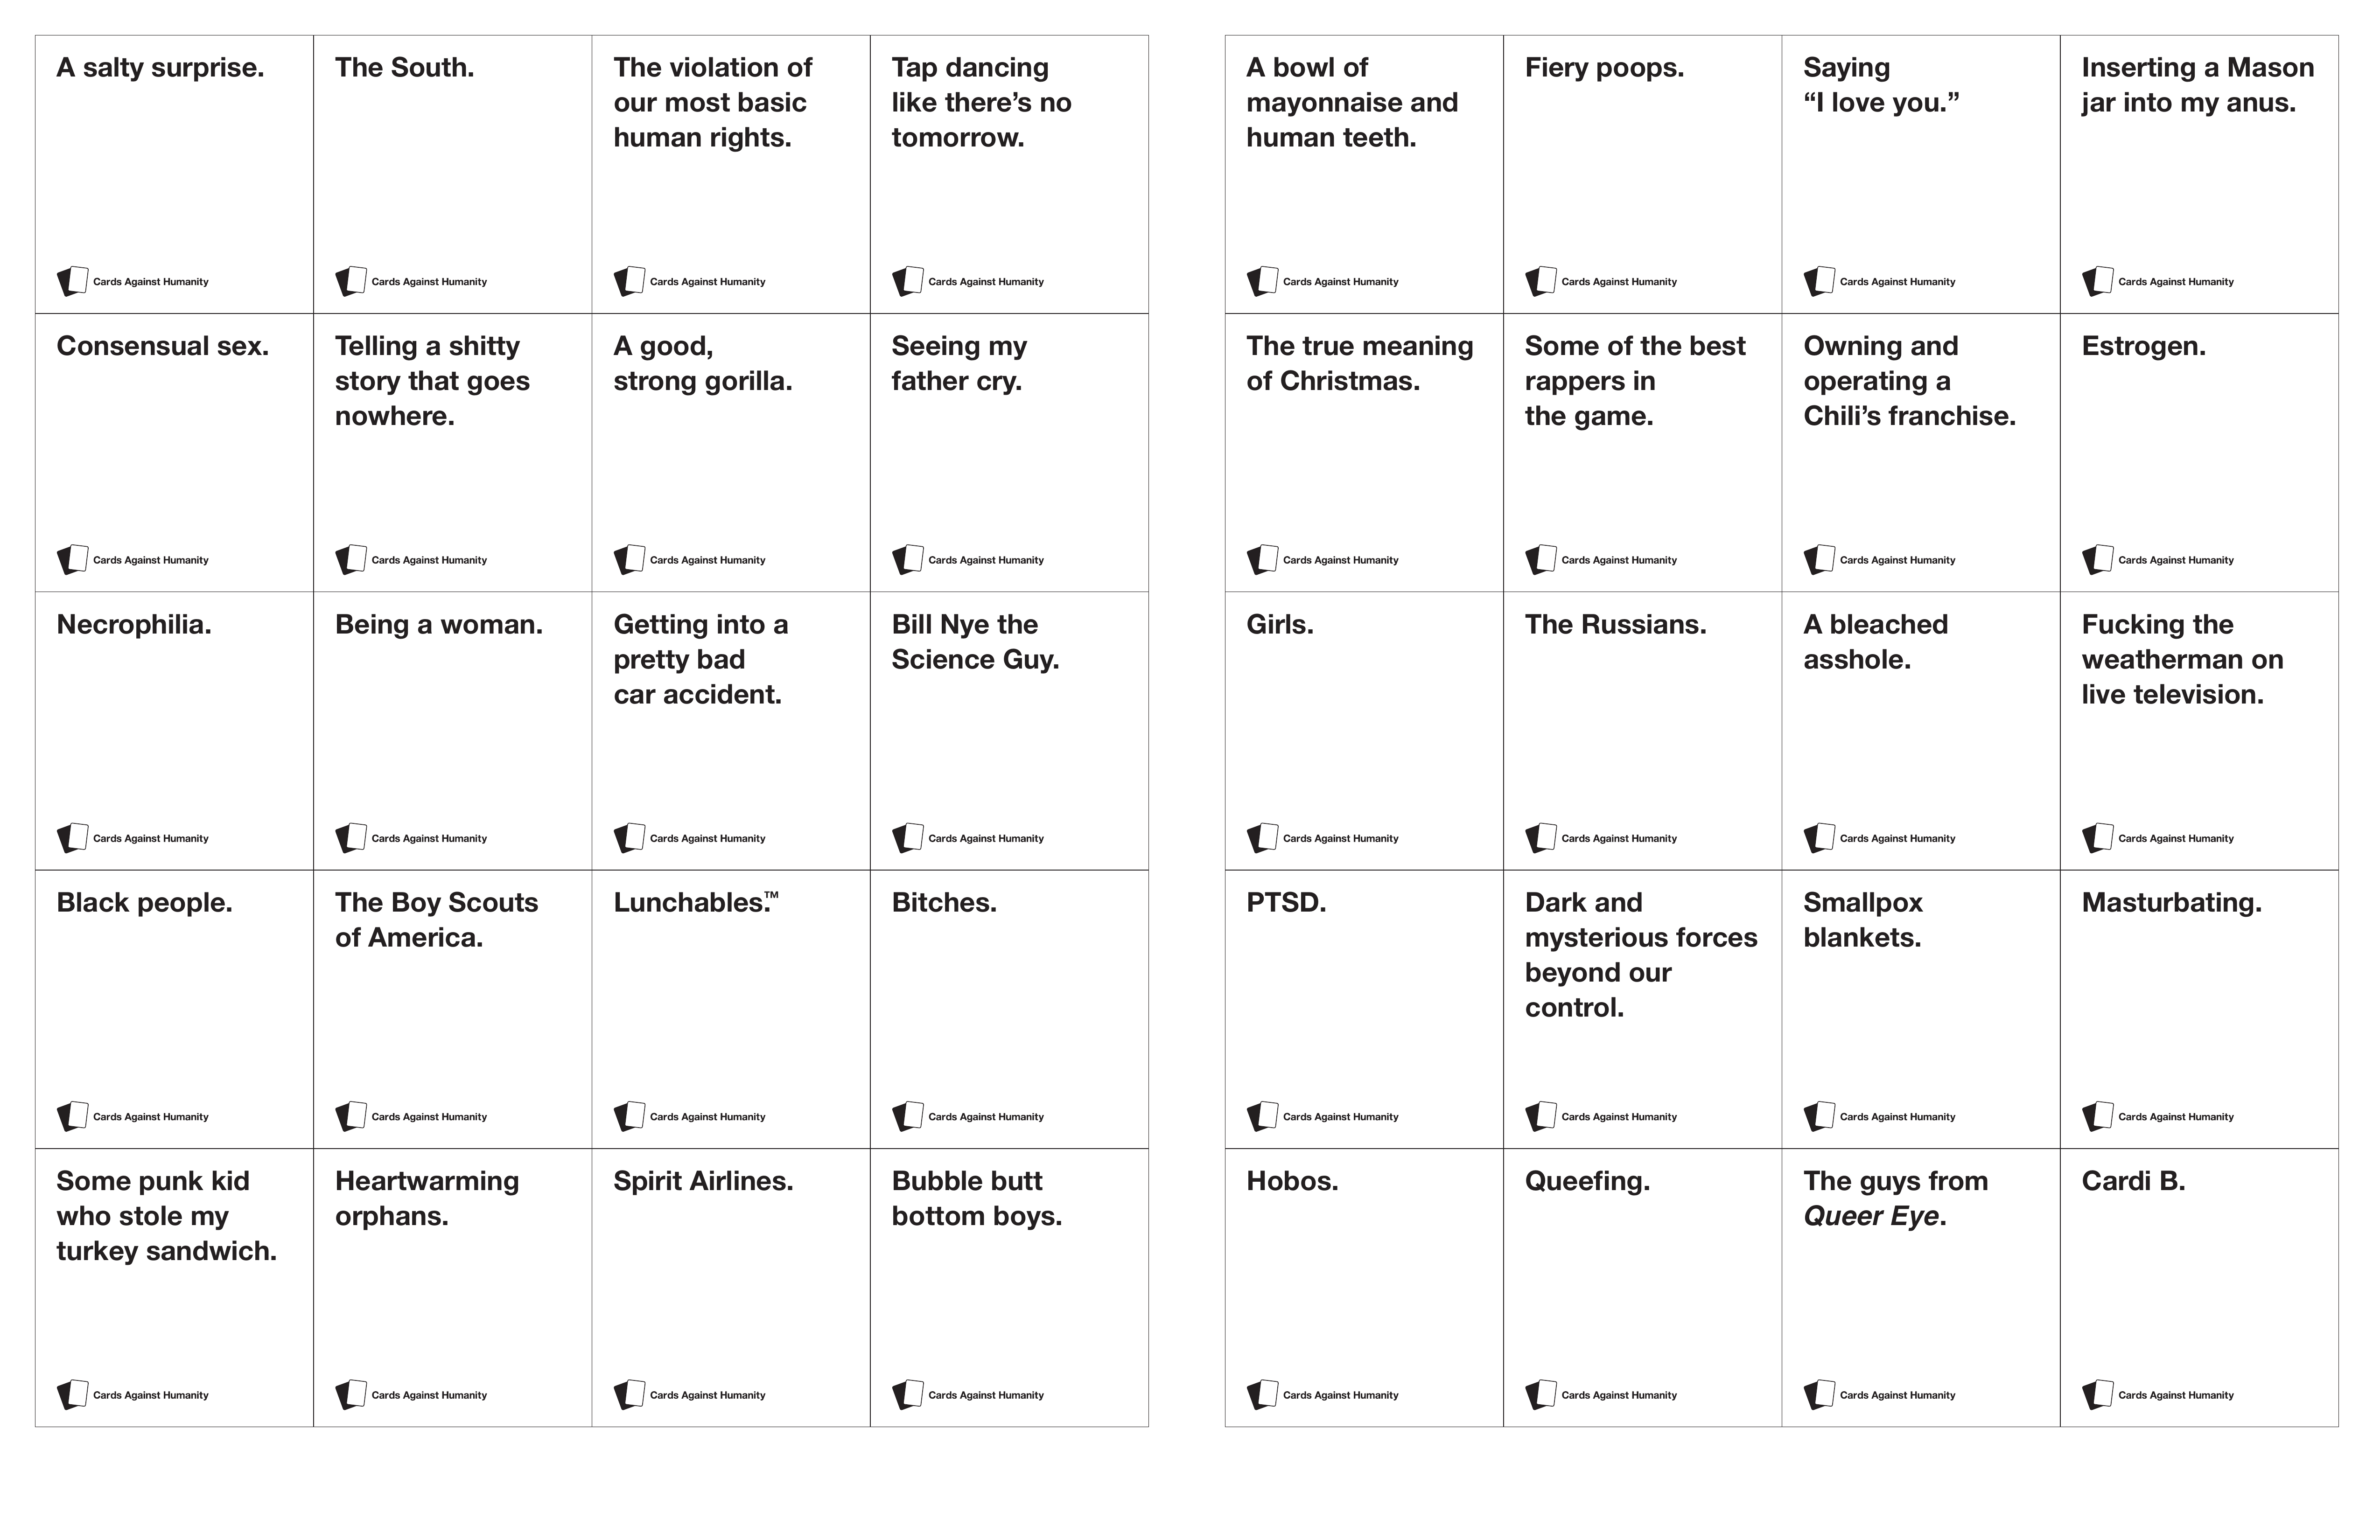 A salty surprise.
Cards Against Humanity
The South.
Cards Against Humanity
The violation of
our most basic
human rights.
Cards Against Humanity
Tap dancing
like there’s no
tomorrow.
Cards Against Humanity
Consensual sex.
Cards Against Humanity
Telling a shitty
story that goes
nowhere.
Cards Against Humanity
A good,
strong gorilla.
Cards Against Humanity
Seeing my
father cry.
Cards Against Humanity
Necrophilia.
Cards Against Humanity
Being a woman.
Cards Against Humanity
Getting into a
pretty bad
car accident.
Cards Against Humanity
Bill Nye the
Science Guy.
Cards Against Humanity
Black people.
Cards Against Humanity
The Boy Scouts
of America.
Cards Against Humanity
Lunchables.™
Cards Against Humanity
Bitches.
Cards Against Humanity
Some punk kid
who stole my
turkey sandwich.
Cards Against Humanity
Heartwarming
orphans.
Cards Against Humanity
Spirit Airlines.
Cards Against Humanity
Bubble butt
bottom boys.
Cards Against Humanity
A bowl of
mayonnaise and
human teeth.
Cards Against Humanity
Fiery poops.
Cards Against Humanity
Saying
“I love you.”
Cards Against Humanity
Inserting a Mason
jar into my anus.
Cards Against Humanity
The true meaning
of Christmas.
Cards Against Humanity
Some of the best
rappers in
the game.
Cards Against Humanity
Owning and
operating a
Chili’s franchise.
Cards Against Humanity
Estrogen.
Cards Against Humanity
Girls.
Cards Against Humanity
The Russians.
Cards Against Humanity
A bleached
asshole.
Cards Against Humanity
Fucking the
weatherman on
live television.
Cards Against Humanity
PTSD.
Cards Against Humanity
Dark and
mysterious forces
beyond our
control.
Cards Against Humanity
Smallpox
blankets.
Cards Against Humanity
Masturbating.
Cards Against Humanity
Hobos.
Cards Against Humanity
Queefing.
Cards Against Humanity
The guys from
Queer Eye.
Cards Against Humanity
Cardi B.
Cards Against Humanity